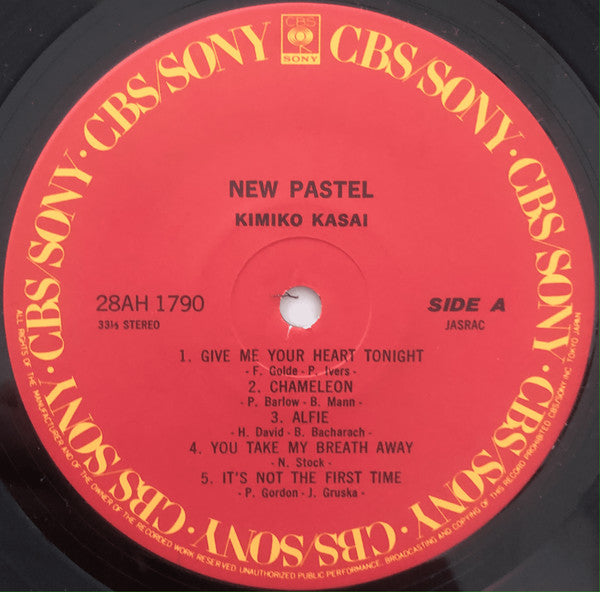 CBS
SONY
CBS/SONY · CBS/SONY · CBS/SONY · CBS/SONY · CBS/SONY · CBS/SONY · CBS/SONY · CBS/SONY
NEW PASTEL
KIMIKO KASAI
28AH 1790
33⅓ STEREO
SIDE A
JASRAC
1. GIVE ME YOUR HEART TONIGHT
- F. Golde - P. Ivers -
2. CHAMELEON
- P. Barlow - B. Mann -
3. ALFIE
- H. David - B. Bacharach -
4. YOU TAKE MY BREATH AWAY
- N. Stock -
5. IT'S NOT THE FIRST TIME
- P. Gordon - J. Gruska -
ALL RIGHTS OF THE MANUFACTURER AND OF THE OWNER OF THE RECORDED WORK RESERVED UNAUTHORIZED PUBLIC PERFORMANCE, BROADCASTING AND COPYING OF THIS RECORD PROHIBITED CBS/SONY INC. TOKYO JAPAN